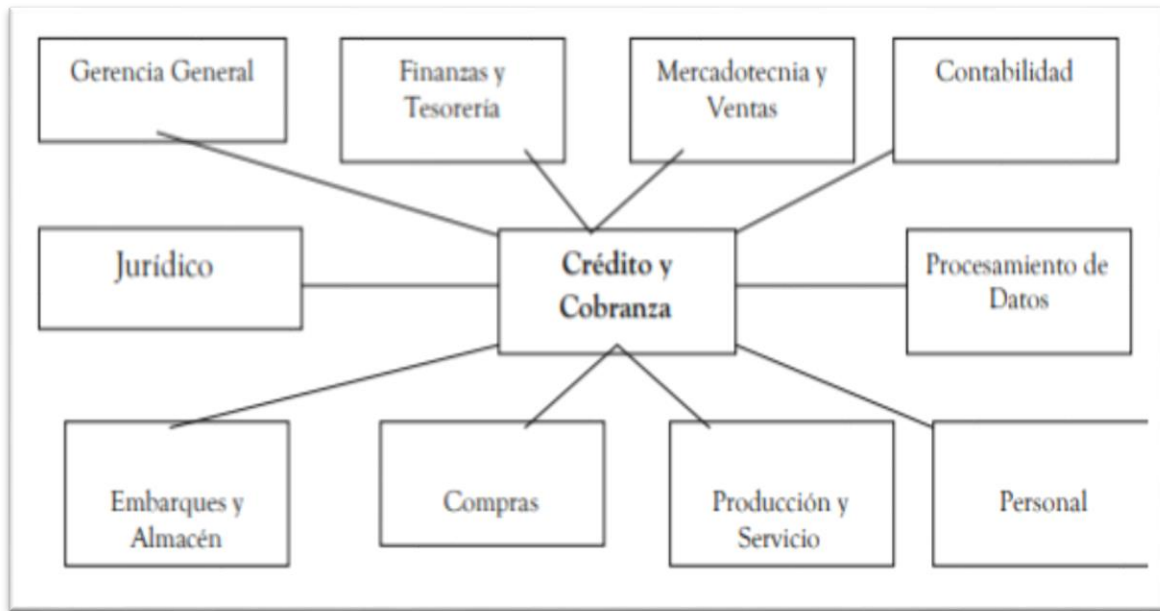 Gerencia General
Finanzas y
Tesorería
Mercadotecnia y
Ventas
Contabilidad
Jurídico
Crédito y
Cobranza
Procesamiento de
Datos
Embarques y
Almacén
Compras
Producción y
Servicio
Personal